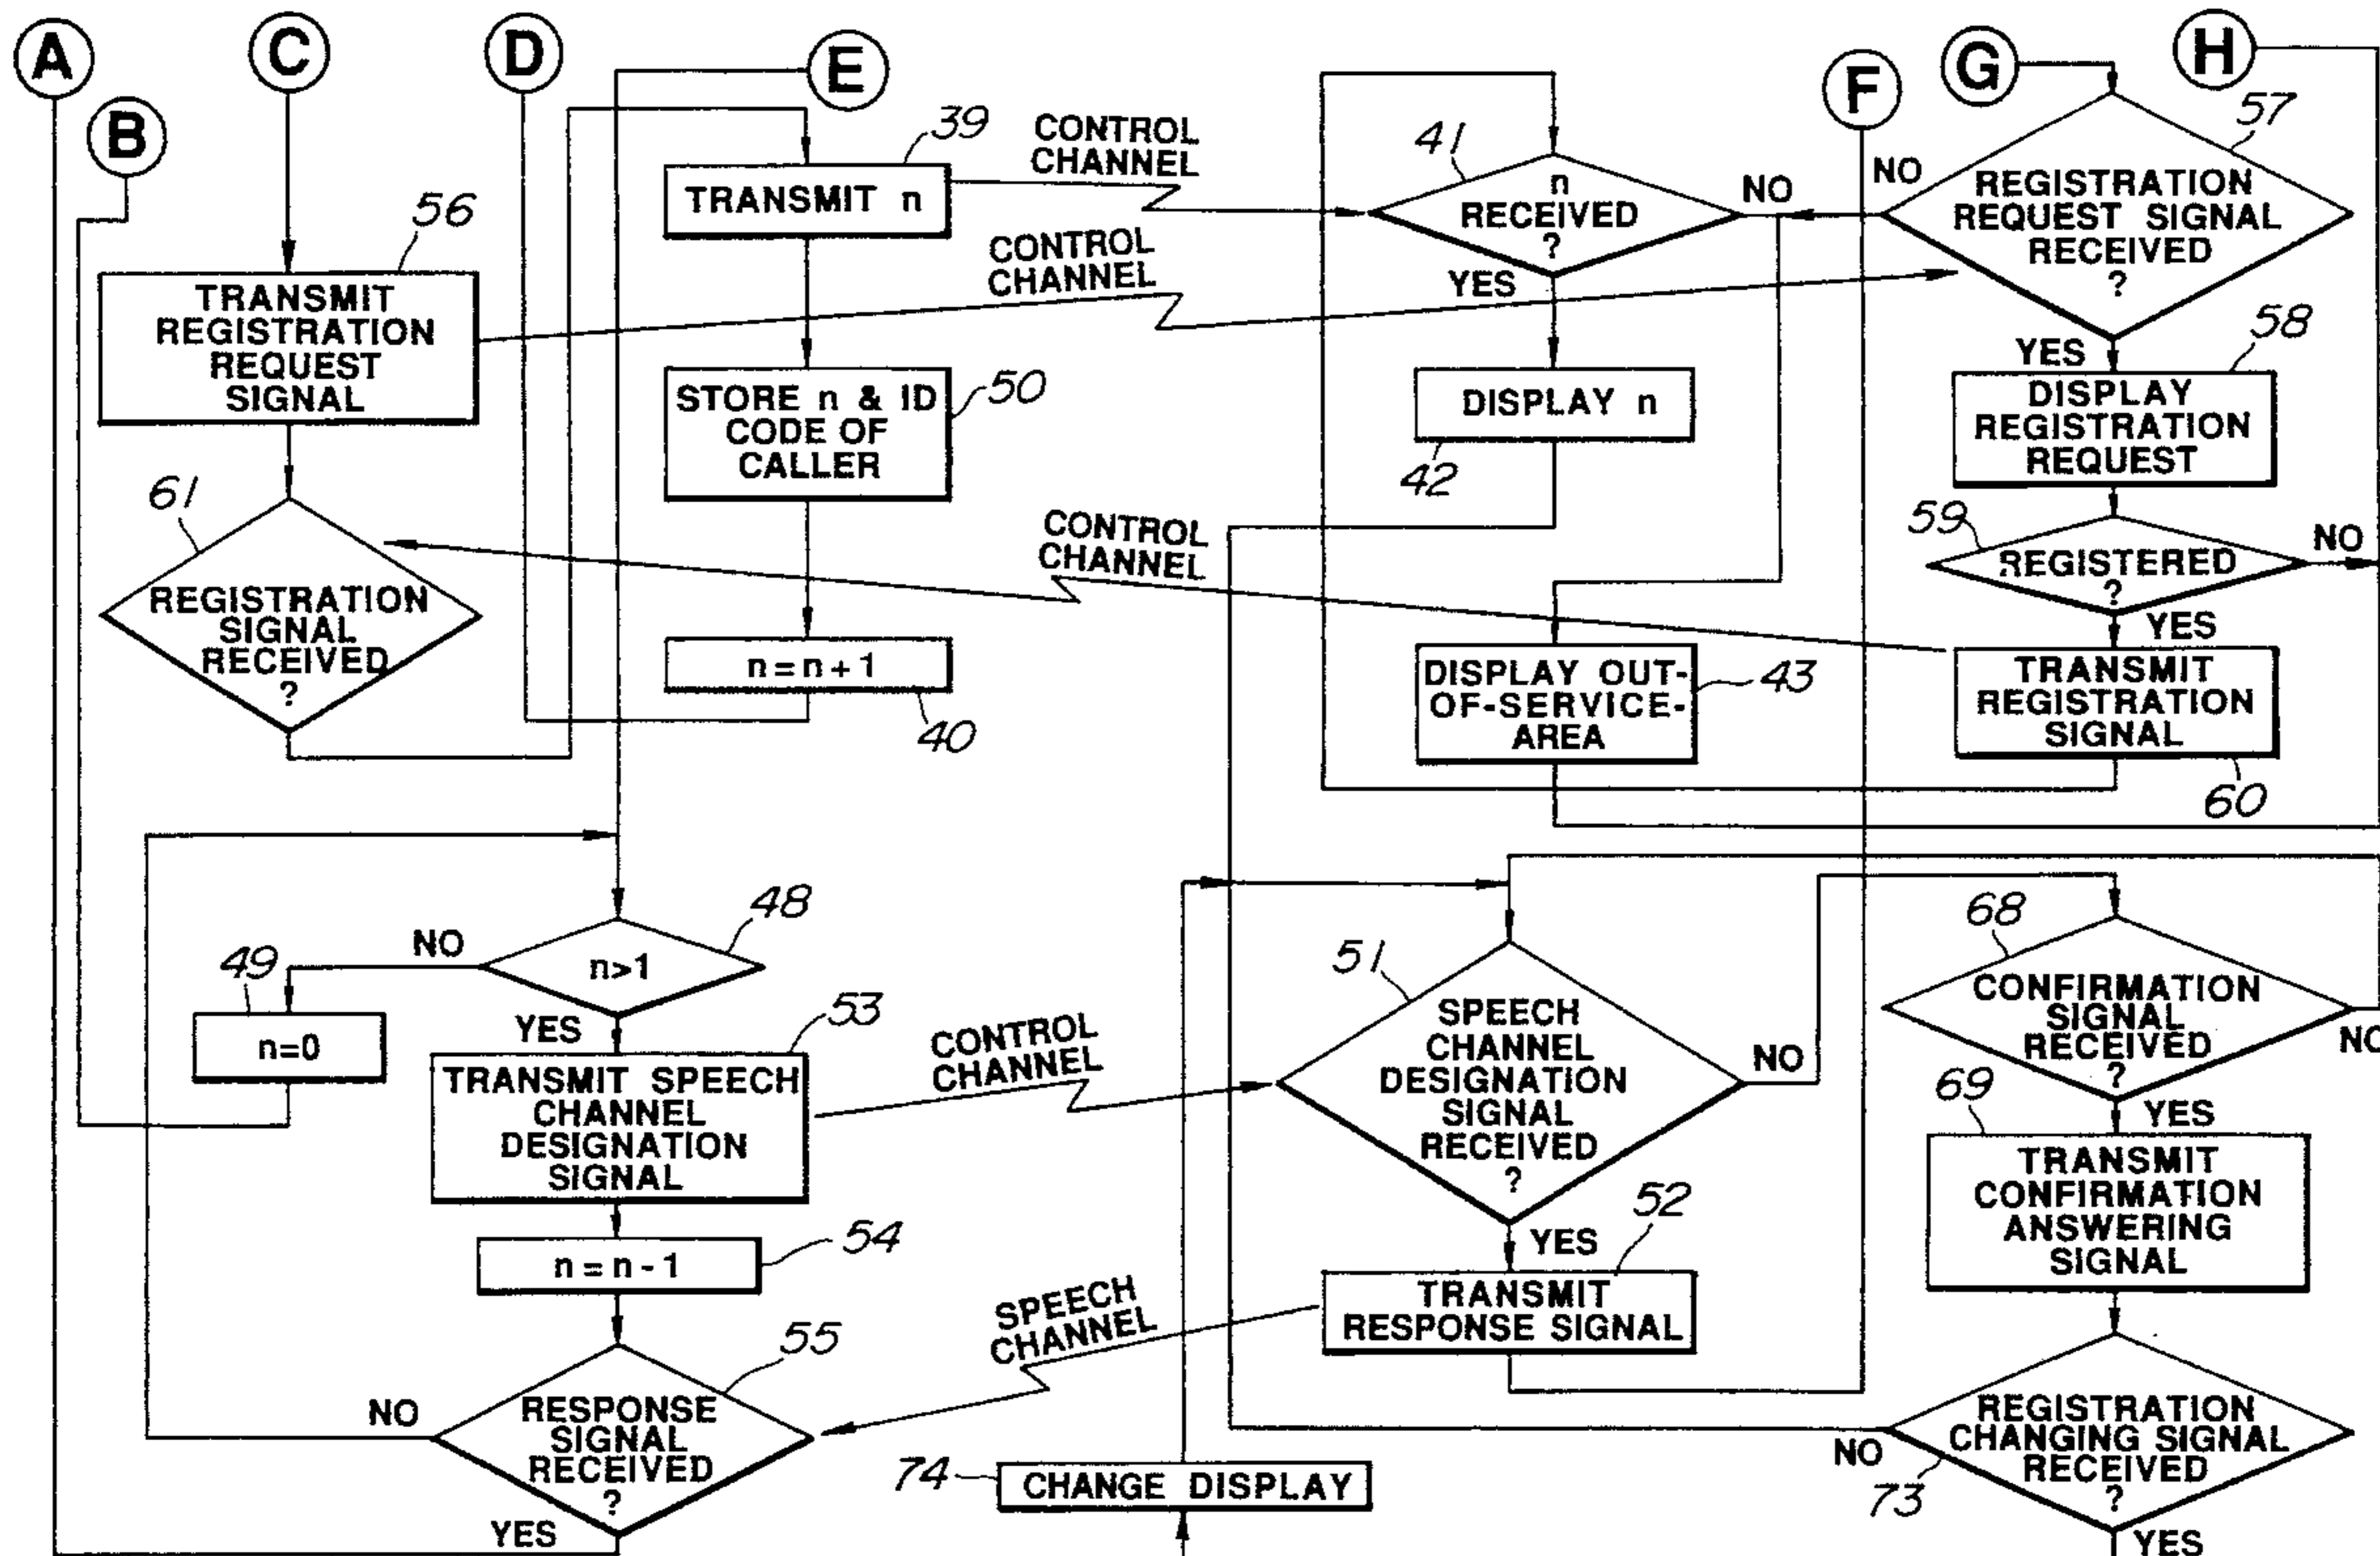 A
C
D
E
B
F
G
H
39
TRANSMIT n
CONTROL
CHANNEL
41
n
RECEIVED
?
NO
YES
57
NO
REGISTRATION
REQUEST SIGNAL
RECEIVED
?
YES
56
TRANSMIT
REGISTRATION
REQUEST
SIGNAL
CONTROL
CHANNEL
50
STORE n & ID
CODE OF
CALLER
DISPLAY n
42
58
DISPLAY
REGISTRATION
REQUEST
61
REGISTRATION
SIGNAL
RECEIVED
?
CONTROL
CHANNEL
59
REGISTERED
?
NO
YES
n=n+1
40
DISPLAY OUT-
OF-SERVICE-
AREA
43
TRANSMIT
REGISTRATION
SIGNAL
60
48
n>1
NO
YES
49
n=0
53
TRANSMIT SPEECH
CHANNEL
DESIGNATION
SIGNAL
CONTROL
CHANNEL
51
SPEECH
CHANNEL
DESIGNATION
SIGNAL
RECEIVED
?
NO
YES
68
CONFIRMATION
SIGNAL
RECEIVED
?
NO
YES
69
TRANSMIT
CONFIRMATION
ANSWERING
SIGNAL
n=n-1
54
52
TRANSMIT
RESPONSE SIGNAL
SPEECH
CHANNEL
55
RESPONSE
SIGNAL
RECEIVED
?
NO
YES
74
CHANGE DISPLAY
REGISTRATION
CHANGING SIGNAL
RECEIVED
?
NO
73
YES